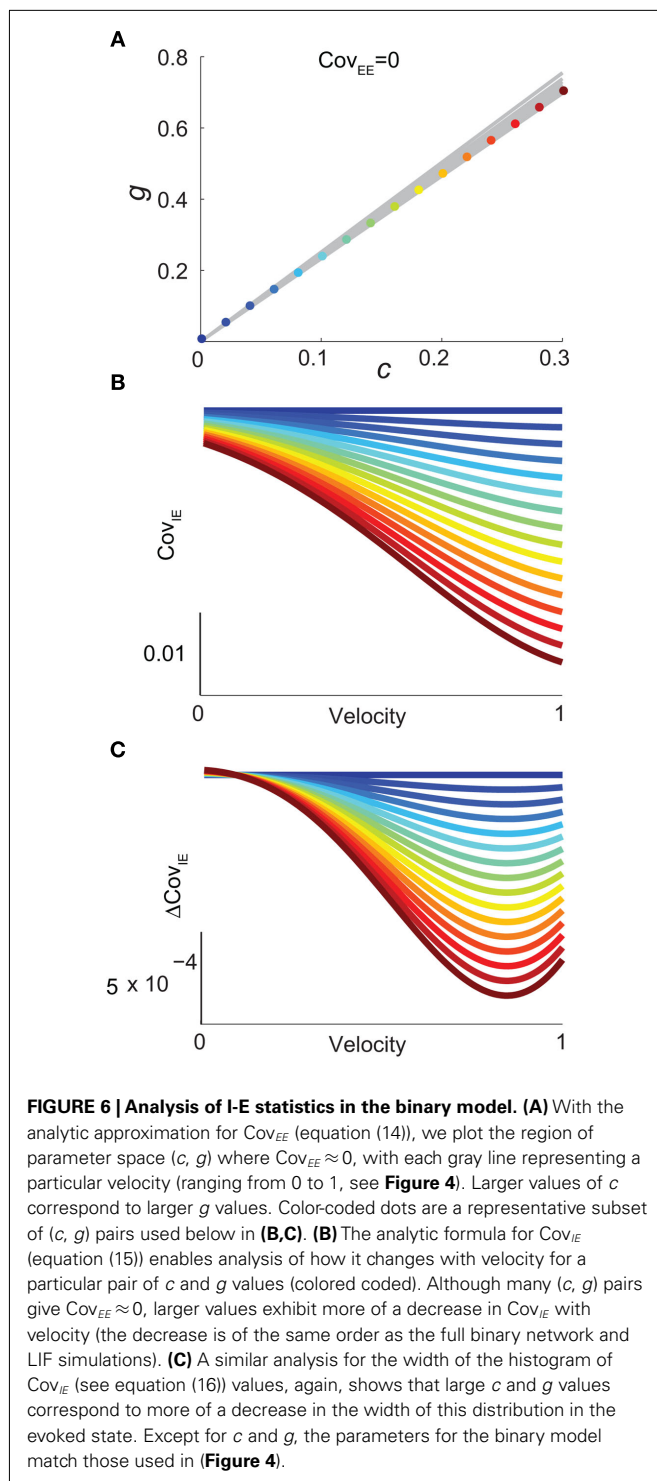 A
Cov_EE=0
0.8
0.6
0.4
0.2
g
0
0.1
0.2
0.3
c
B
Cov_IE
0.01
0
Velocity
1
C
ΔCov_IE
5 x 10^−4
0
Velocity
1
FIGURE 6 | Analysis of I-E statistics in the binary model. (A) With the
analytic approximation for Cov_EE (equation (14)), we plot the region of
parameter space (c, g) where Cov_EE ≈ 0, with each gray line representing a
particular velocity (ranging from 0 to 1, see Figure 4). Larger values of c
correspond to larger g values. Color-coded dots are a representative subset
of (c, g) pairs used below in (B,C). (B) The analytic formula for Cov_IE
(equation (15)) enables analysis of how it changes with velocity for a
particular pair of c and g values (colored coded). Although many (c, g) pairs
give Cov_EE ≈ 0, larger values exhibit more of a decrease in Cov_IE with
velocity (the decrease is of the same order as the full binary network and
LIF simulations). (C) A similar analysis for the width of the histogram of
Cov_IE (see equation (16)) values, again, shows that large c and g values
correspond to more of a decrease in the width of this distribution in the
evoked state. Except for c and g, the parameters for the binary model
match those used in (Figure 4).